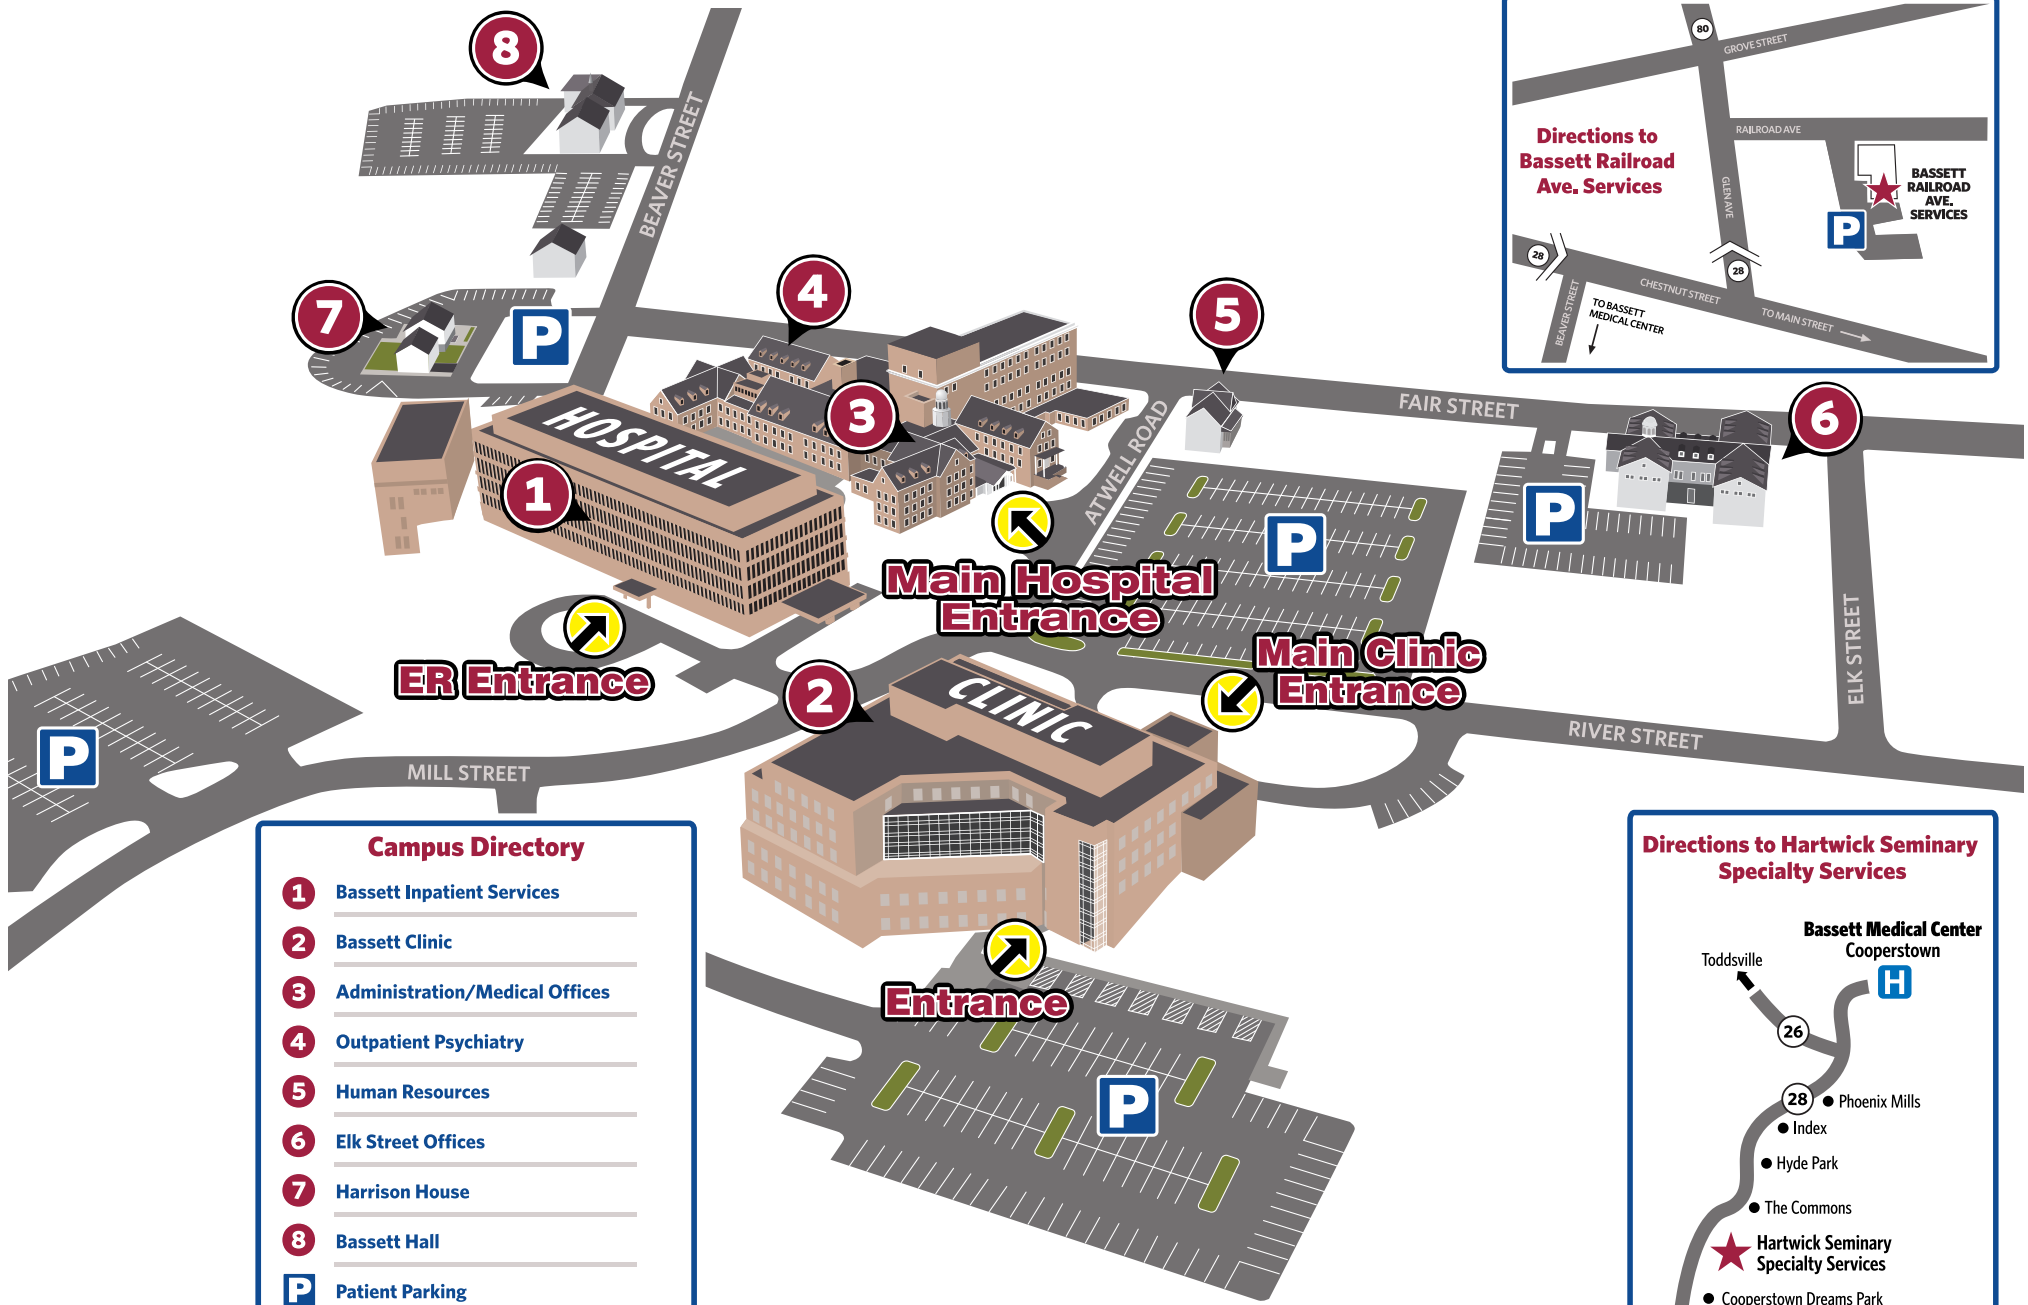 8
BEAVER STREET
7
P
4
3
HOSPITAL
1
5
ATWELL ROAD
FAIR STREET
6
P
P
ELK STREET
Main Hospital
Entrance
ER Entrance
Main Clinic
Entrance
2
CLINIC
RIVER STREET
P
MILL STREET
Entrance
P
80
GROVE STREET
RAILROAD AVE
Directions to
Bassett Railroad
Ave. Services
GLEN AVE
BASSETT
RAILROAD
AVE.
SERVICES
P
28
28
CHESTNUT STREET
TO MAIN STREET
BEAVER STREET
TO BASSETT
MEDICAL CENTER
Campus Directory
1 Bassett Inpatient Services
2 Bassett Clinic
3 Administration/Medical Offices
4 Outpatient Psychiatry
5 Human Resources
6 Elk Street Offices
7 Harrison House
8 Bassett Hall
P Patient Parking
Directions to Hartwick Seminary
Specialty Services
Bassett Medical Center
Cooperstown
H
Toddsville
26
28
Phoenix Mills
Index
Hyde Park
The Commons
Hartwick Seminary
Specialty Services
Cooperstown Dreams Park